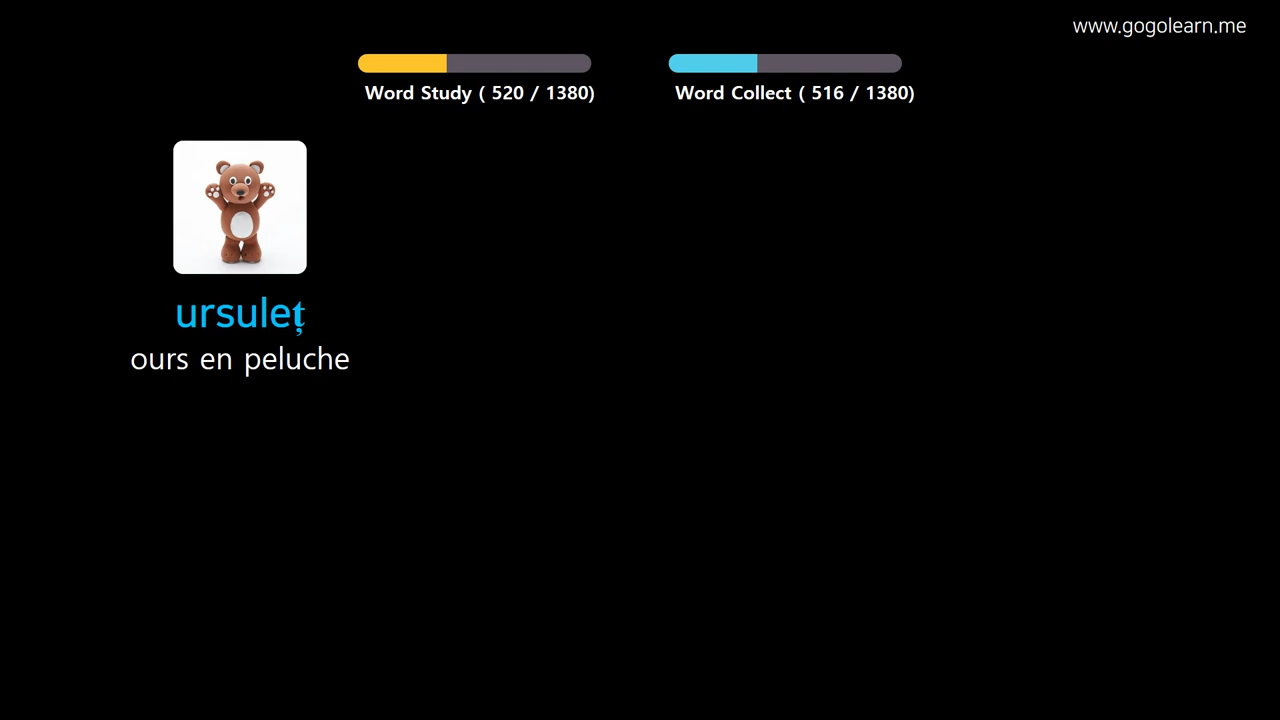 www.gogolearn.me
Word Study ( 520 / 1380)
Word Collect ( 516 / 1380)
ursuleț
ours en peluche